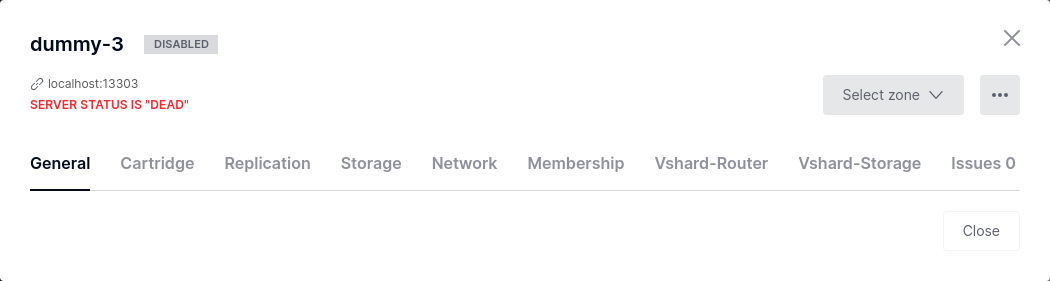 dummy-3 DISABLED
localhost:13303
SERVER STATUS IS "DEAD"
Select zone
General Cartridge Replication Storage Network Membership Vshard-Router Vshard-Storage Issues 0
Close